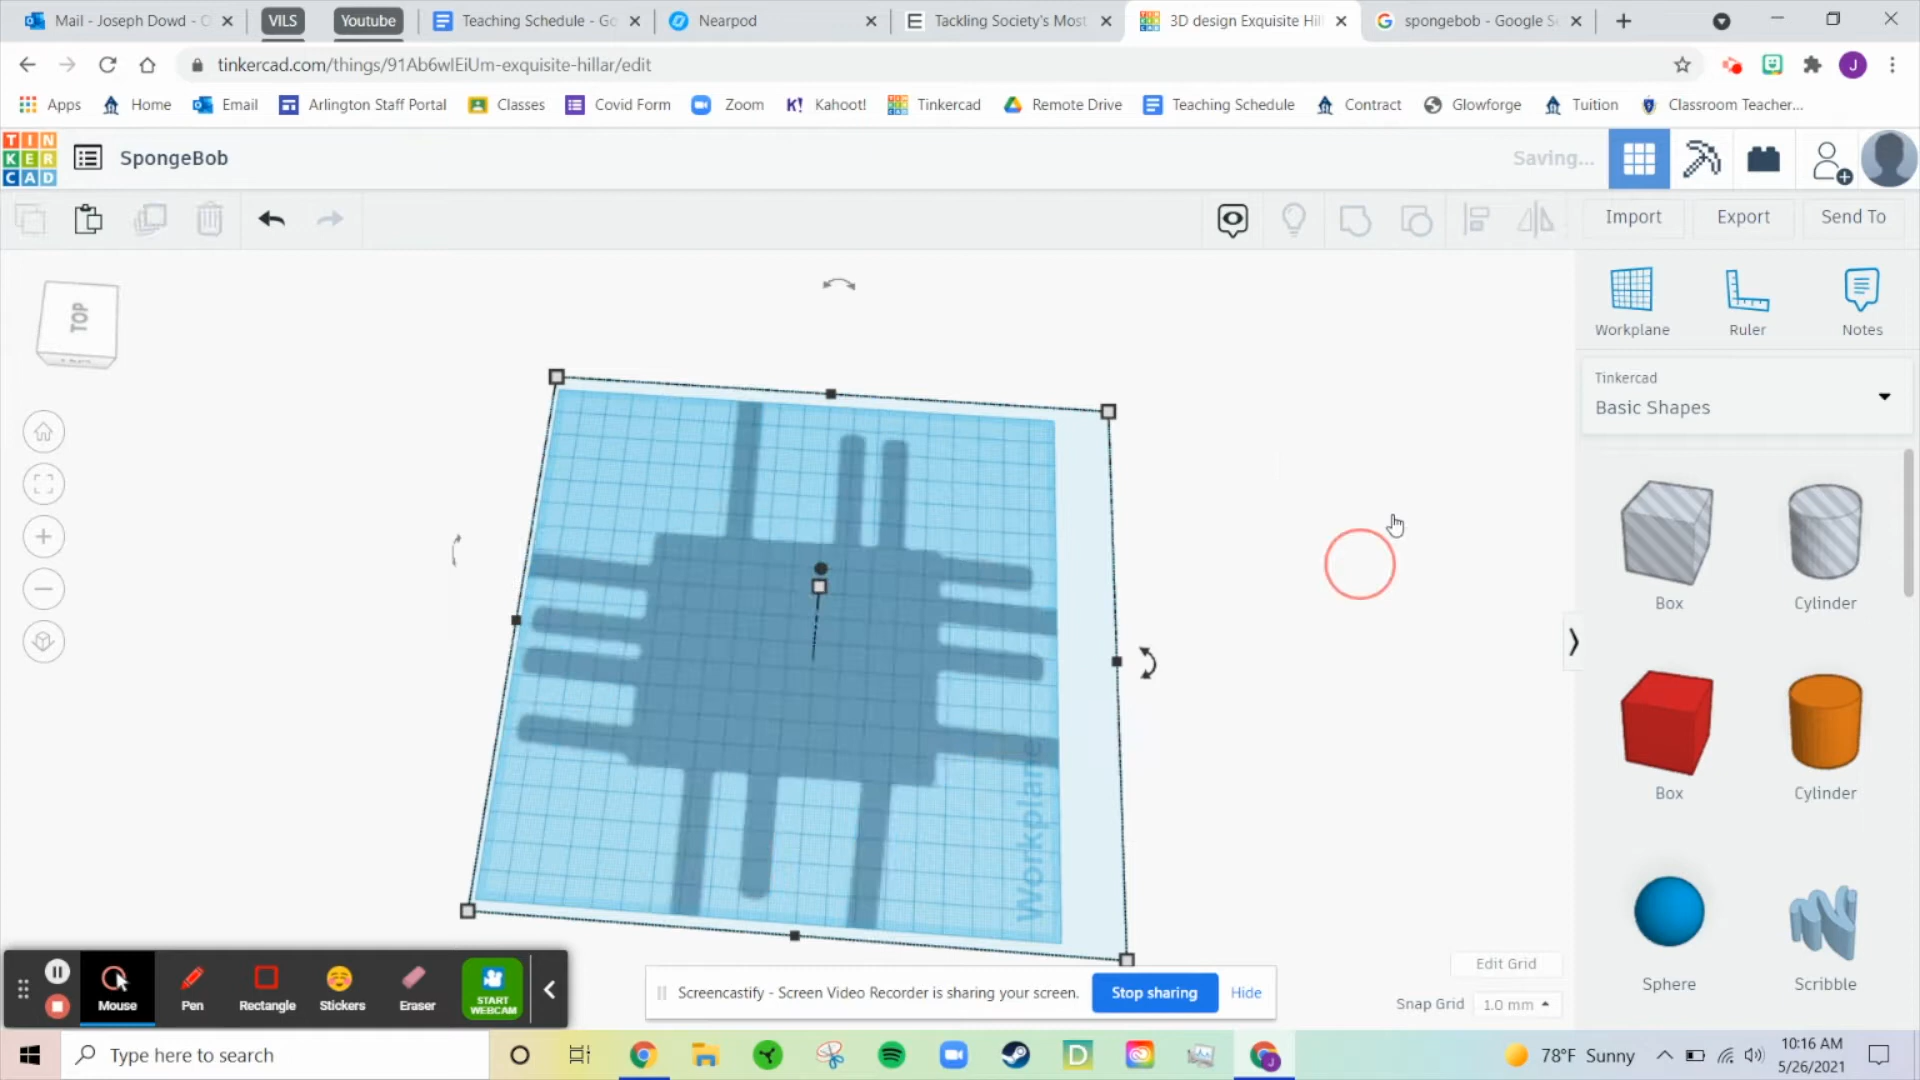 Mail - Joseph Dowd - O
VILS
Youtube
Teaching Schedule - Go
Nearpod
Tackling Society's Most
3D design Exquisite Hil
spongebob - Google Se
tinkercad.com/things/91Ab6wIEiUm-exquisite-hillar/edit
J
Apps
Home
Email
Arlington Staff Portal
Classes
Covid Form
Zoom
K!
Kahoot!
Tinkercad
Remote Drive
Teaching Schedule
Contract
Glowforge
Tuition
Classroom Teacher...
TIN
KER
CAD
SpongeBob
Saving...
Import
Export
Send To
TOP
Workplane
Ruler
Notes
Tinkercad
Basic Shapes
Box
Cylinder
Box
Cylinder
Sphere
Scribble
Workplane
Edit Grid
Snap Grid
1.0 mm
Mouse
Pen
Rectangle
Stickers
Eraser
START
WEBCAM
Screencastify - Screen Video Recorder is sharing your screen.
Stop sharing
Hide
Type here to search
D
78°F Sunny
10:16 AM
5/26/2021